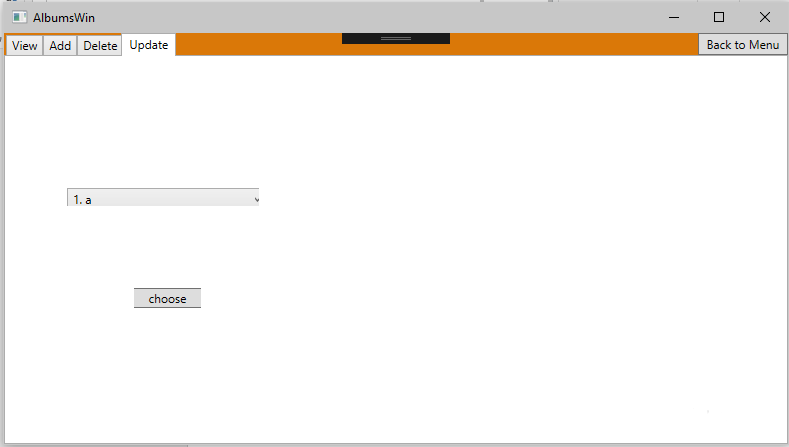 AlbumsWin
View Add Delete Update Back to Menu
1. a
choose